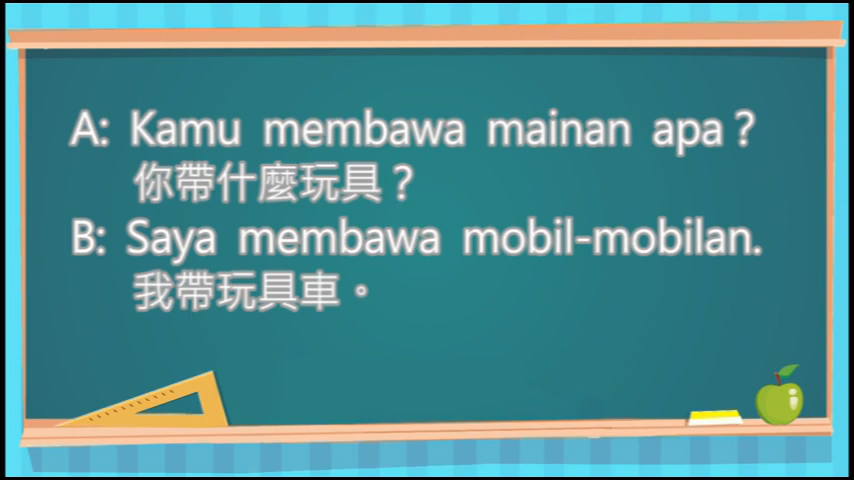 A: Kamu membawa mainan apa？
你帶什麼玩具？
B: Saya membawa mobil-mobilan.
我帶玩具車。